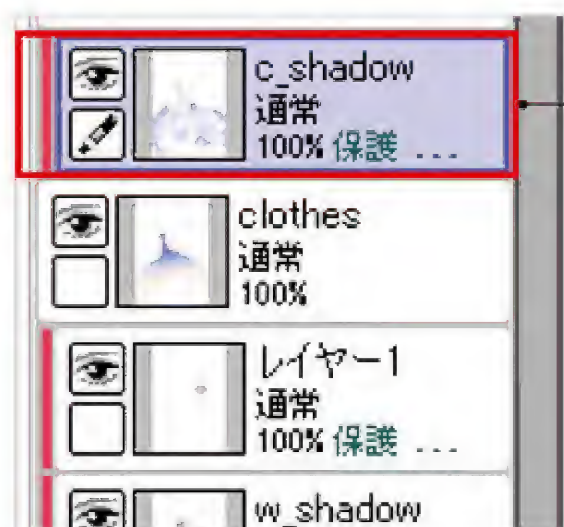 c_shadow
通常
100% 保護 ...
clothes
通常
100%
レイヤー1
通常
100% 保護 ...
w_shadow